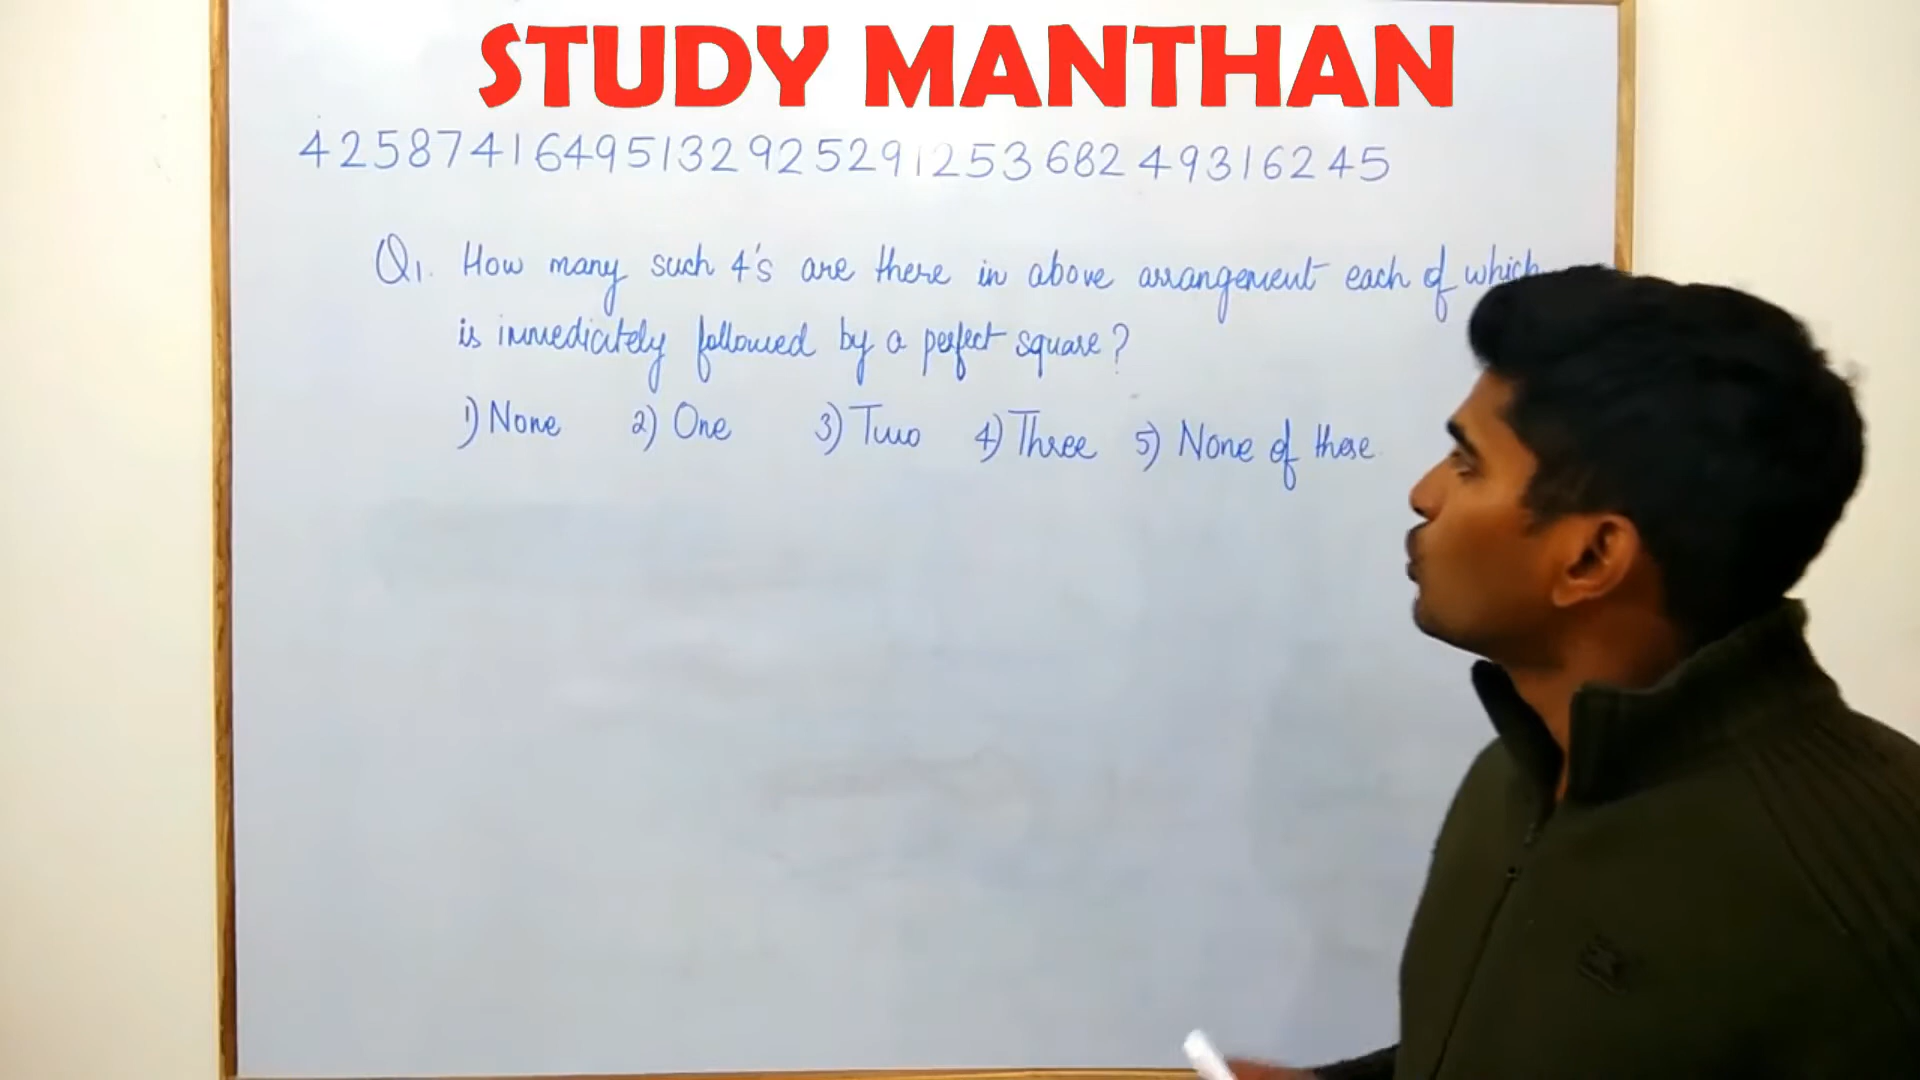 STUDY MANTHAN
4258741649513292529125368249316245
Q1. How many such 4's are there in above arrangement each of which
is immediately followed by a perfect square?
1) None 2) One 3) Two 4) Three 5) None of these